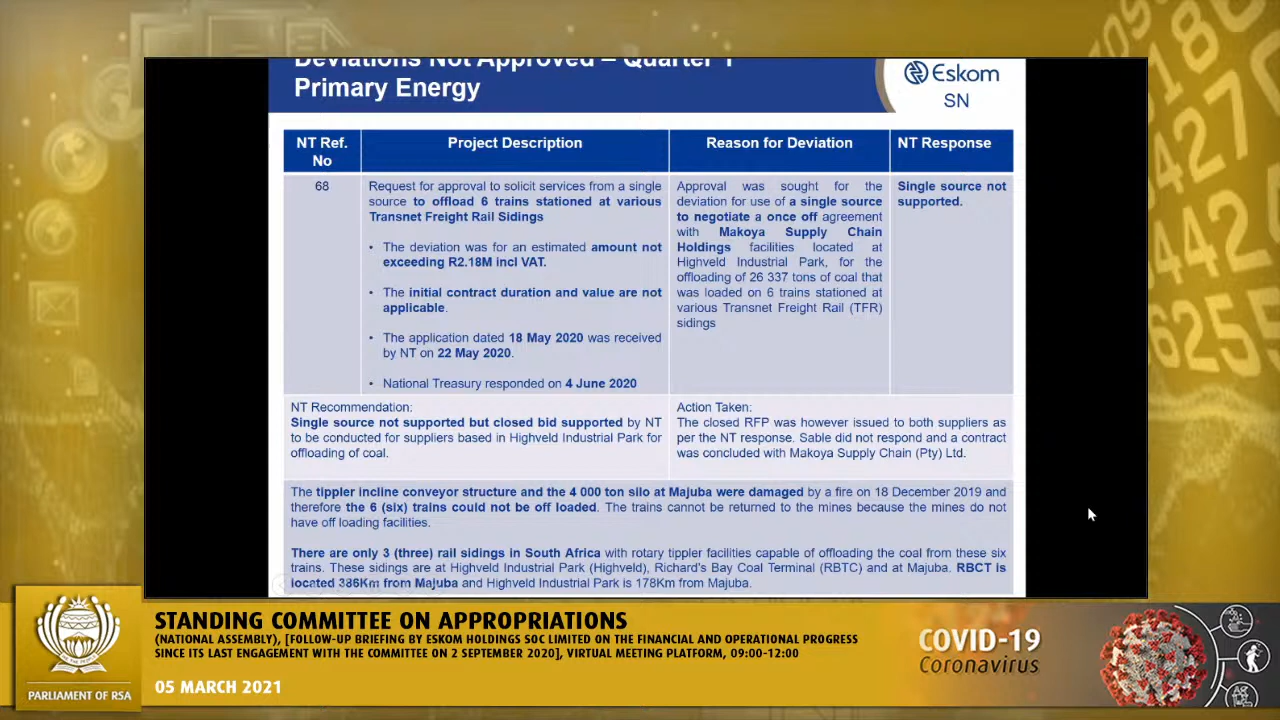 Deviations Not Approved – Quarter 1
Primary Energy
Eskom
SN
NT Ref. No
Project Description
Reason for Deviation
NT Response
68
Request for approval to solicit services from a single
source to offload 6 trains stationed at various
Transnet Freight Rail Sidings
• The deviation was for an estimated amount not
exceeding R2.18M incl VAT.
• The initial contract duration and value are not
applicable.
• The application dated 18 May 2020 was received
by NT on 22 May 2020.
• National Treasury responded on 4 June 2020
Approval was sought for the
deviation for use of a single source
to negotiate a once off agreement
with Makoya Supply Chain
Holdings facilities located at
Highveld Industrial Park, for the
offloading of 26 337 tons of coal that
was loaded on 6 trains stationed at
various Transnet Freight Rail (TFR)
sidings
Single source not
supported.
NT Recommendation:
Single source not supported but closed bid supported by NT
to be conducted for suppliers based in Highveld Industrial Park for
offloading of coal.
Action Taken:
The closed RFP was however issued to both suppliers as
per the NT response. Sable did not respond and a contract
was concluded with Makoya Supply Chain (Pty) Ltd.
The tippler incline conveyor structure and the 4 000 ton silo at Majuba were damaged by a fire on 18 December 2019 and
therefore the 6 (six) trains could not be off loaded. The trains cannot be returned to the mines because the mines do not
have off loading facilities.
There are only 3 (three) rail sidings in South Africa with rotary tippler facilities capable of offloading the coal from these six
trains. These sidings are at Highveld Industrial Park (Highveld), Richard's Bay Coal Terminal (RBTC) and at Majuba. RBCT is
located 386Km from Majuba and Highveld Industrial Park is 178Km from Majuba.
STANDING COMMITTEE ON APPROPRIATIONS
(NATIONAL ASSEMBLY), [FOLLOW-UP BRIEFING BY ESKOM HOLDINGS SOC LIMITED ON THE FINANCIAL AND OPERATIONAL PROGRESS
SINCE ITS LAST ENGAGEMENT WITH THE COMMITTEE ON 2 SEPTEMBER 2020], VIRTUAL MEETING PLATFORM, 09:00-12:00
05 MARCH 2021
PARLIAMENT OF RSA
COVID-19
Coronavirus